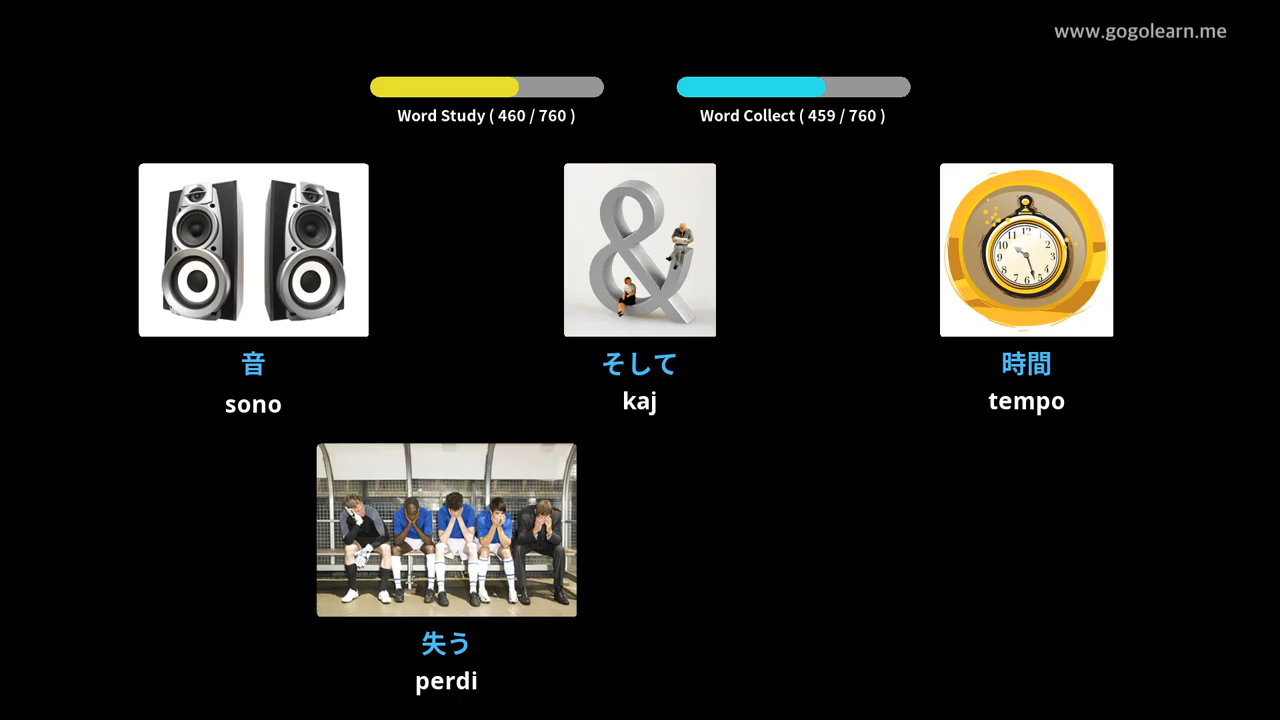 www.gogolearn.me
Word Study ( 460 / 760 )
Word Collect ( 459 / 760 )
音
sono
そして
kaj
時間
tempo
失う
perdi